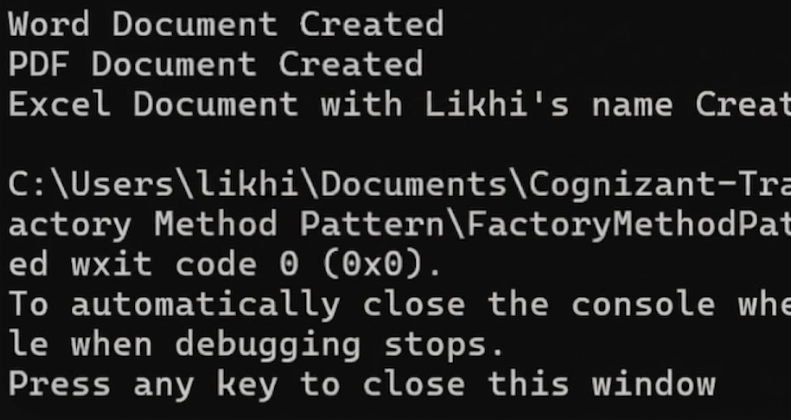 Word Document Created
PDF Document Created
Excel Document with Likhi's name Creat
C:\Users\likhi\Documents\Cognizant-Tra
actory Method Pattern\FactoryMethodPat
ed wxit code 0 (0x0).
To automatically close the console whe
le when debugging stops.
Press any key to close this window